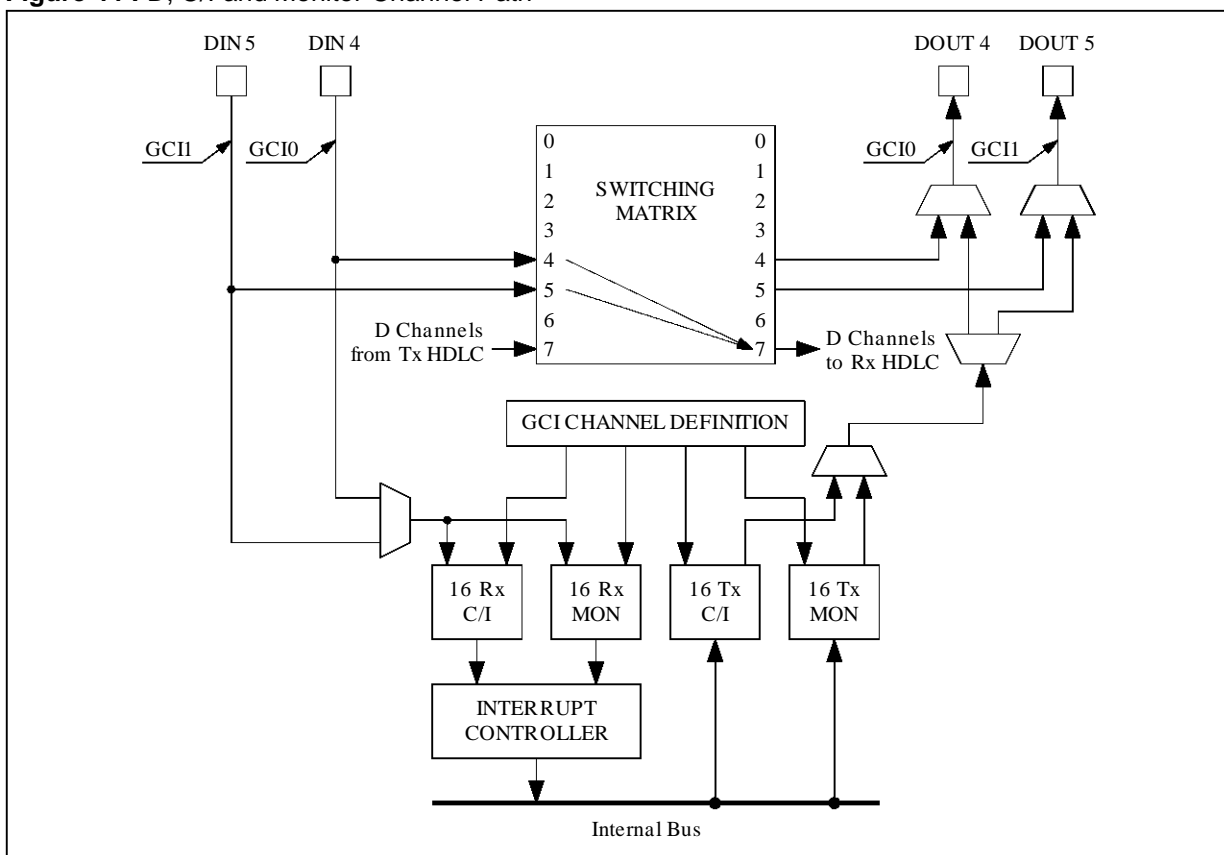 DIN 5
DIN 4
DOUT 4
DOUT 5
GCI1
GCI0
GCI0
GCI1
0
1
2
3
4
5
6
7
SWITCHING
MATRIX
0
1
2
3
4
5
6
7
D Channels
from Tx HDLC
D Channels
to Rx HDLC
GCI CHANNEL DEFINITION
16 Rx
C/I
16 Rx
MON
16 Tx
C/I
16 Tx
MON
INTERRUPT
CONTROLLER
Internal Bus